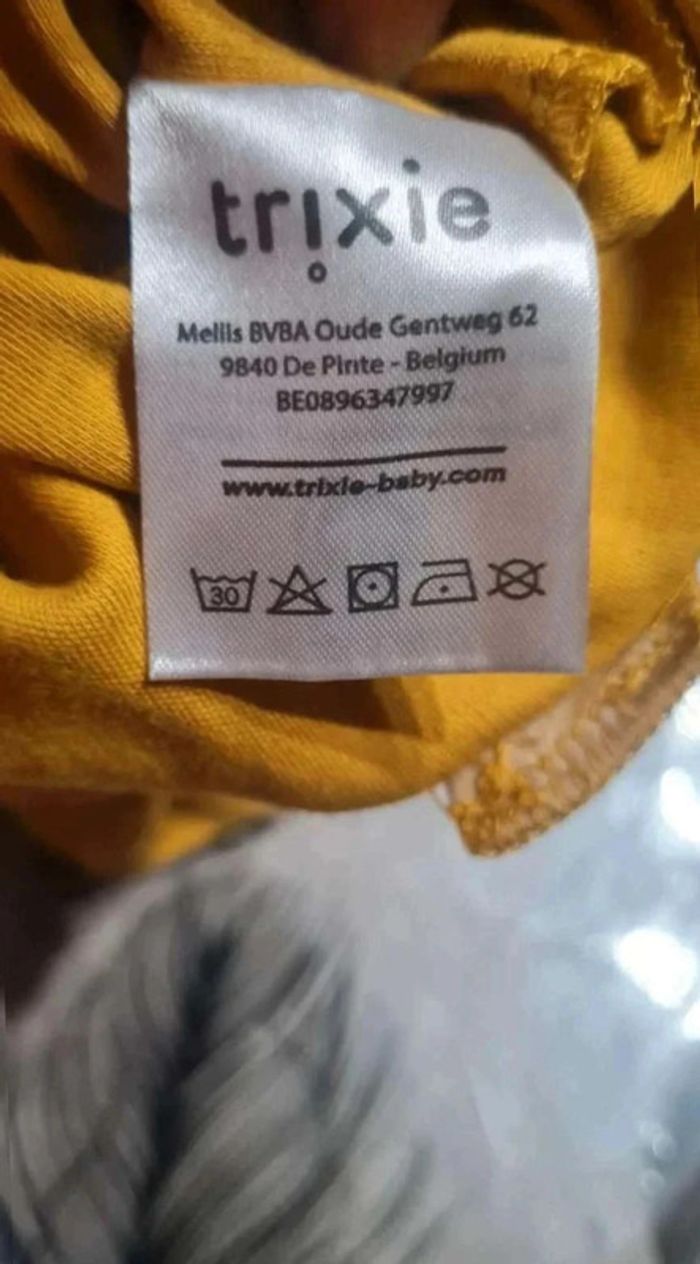 trixie
Mellis BVBA Oude Gentweg 62
9840 De Pinte - Belgium
BE0896347997
www.trixie-baby.com
30